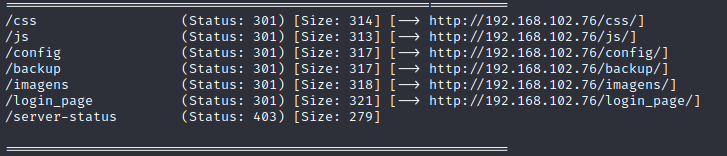 /css (Status: 301) [Size: 314] [--> http://192.168.102.76/css/]
/js (Status: 301) [Size: 313] [--> http://192.168.102.76/js/]
/config (Status: 301) [Size: 317] [--> http://192.168.102.76/config/]
/backup (Status: 301) [Size: 317] [--> http://192.168.102.76/backup/]
/imagens (Status: 301) [Size: 318] [--> http://192.168.102.76/imagens/]
/login_page (Status: 301) [Size: 321] [--> http://192.168.102.76/login_page/]
/server-status (Status: 403) [Size: 279]